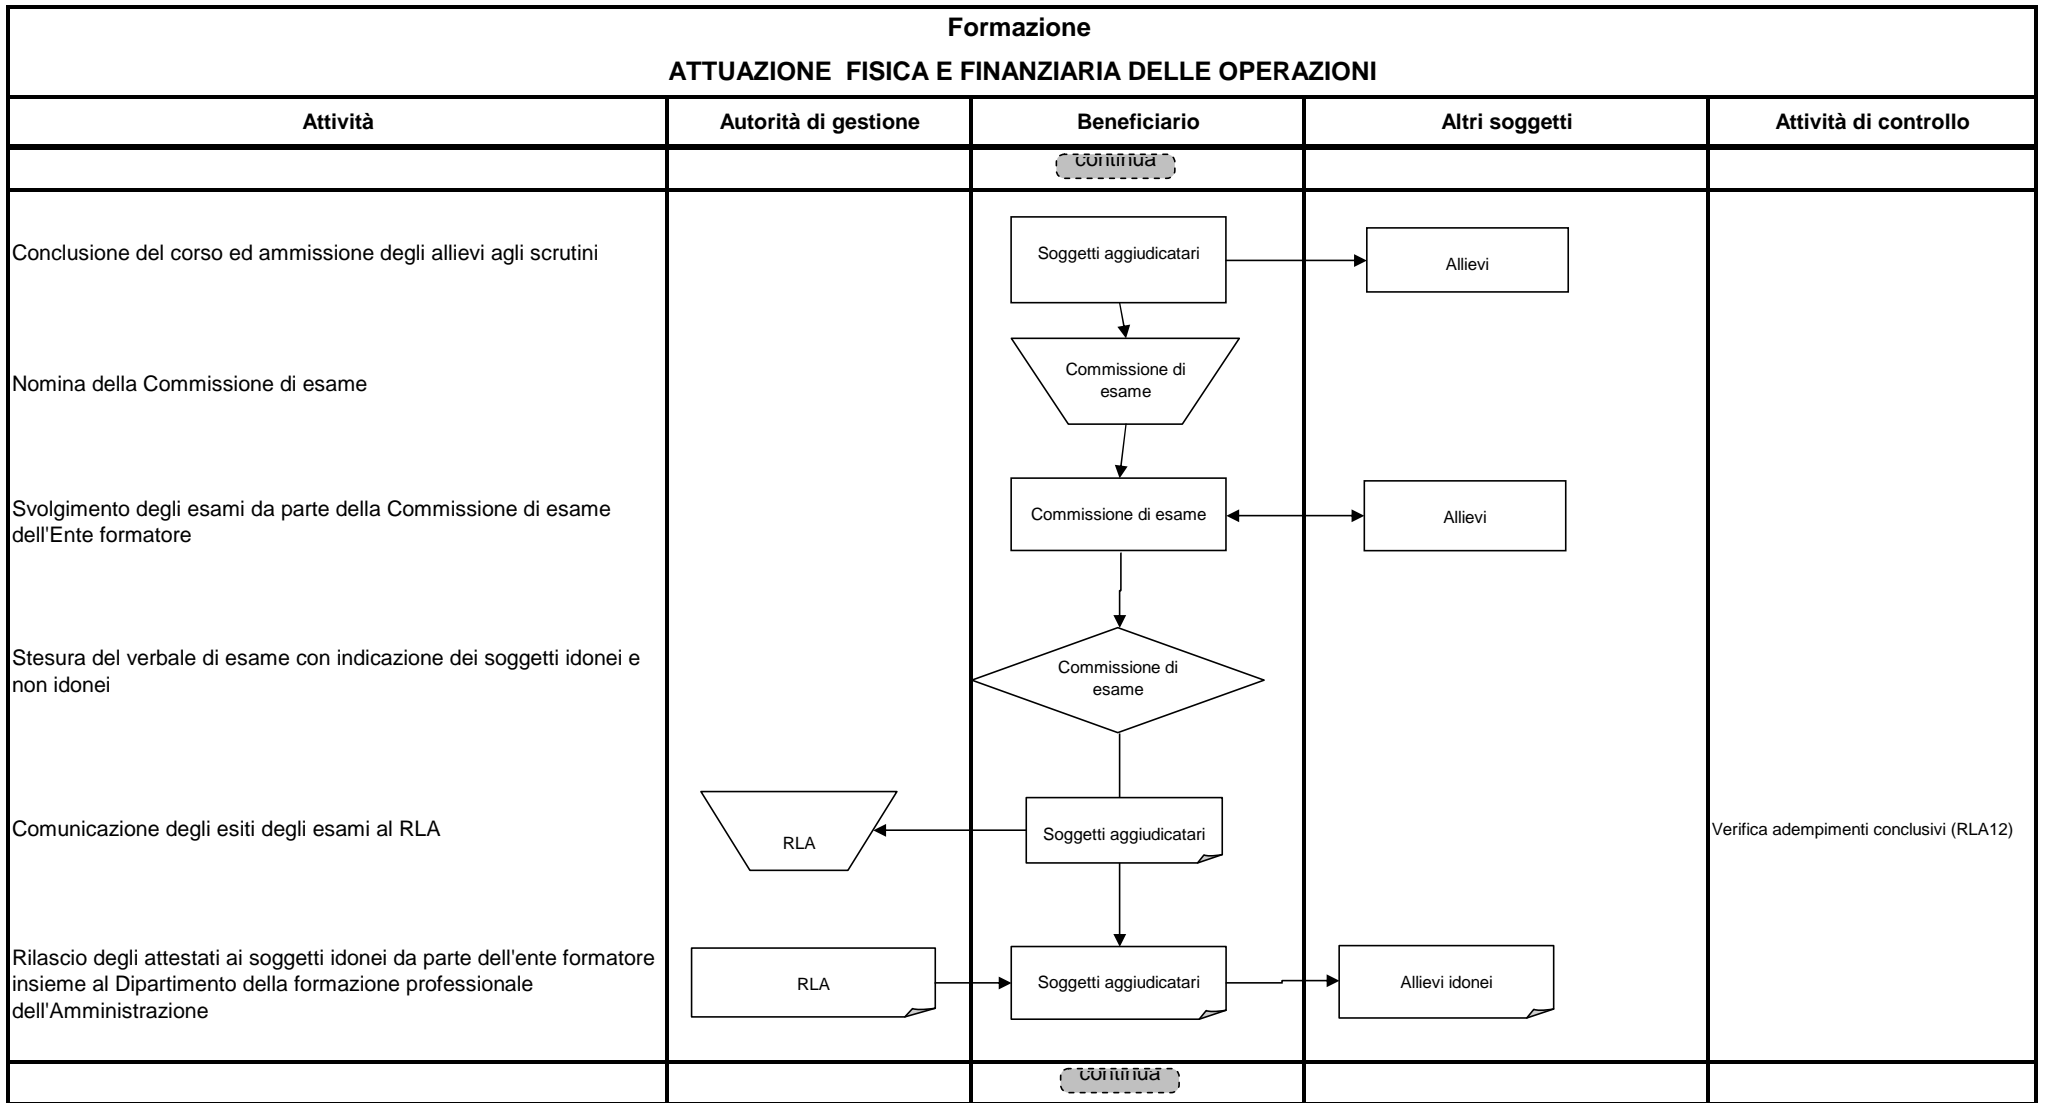 Formazione
ATTUAZIONE  FISICA E FINANZIARIA DELLE OPERAZIONI
Attività
Autorità di gestione
Beneficiario
Altri soggetti
Attività di controllo
continua
Conclusione del corso ed ammissione degli allievi agli scrutini
Soggetti aggiudicatari
Allievi
Nomina della Commissione di esame
Commissione di
esame
Svolgimento degli esami da parte della Commissione di esame
dell'Ente formatore
Commissione di esame
Allievi
Stesura del verbale di esame con indicazione dei soggetti idonei e
non idonei
Commissione di
esame
Comunicazione degli esiti degli esami al RLA
RLA
Soggetti aggiudicatari
Verifica adempimenti conclusivi (RLA12)
Rilascio degli attestati ai soggetti idonei da parte dell'ente formatore
insieme al Dipartimento della formazione professionale
dell'Amministrazione
RLA
Soggetti aggiudicatari
Allievi idonei
continua